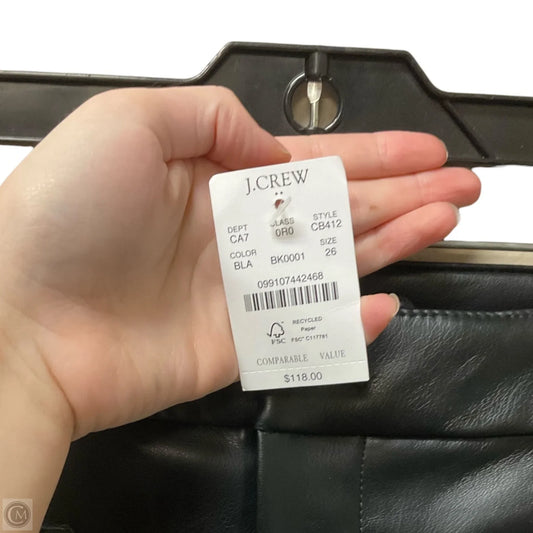 J.CREW
DEPT CLASS STYLE
CA7 0R0 CB412
COLOR SIZE
BLA BK0001 26
099107442468
FSC
RECYCLED
Paper
FSC® C117781
COMPARABLE VALUE
$118.00
CM